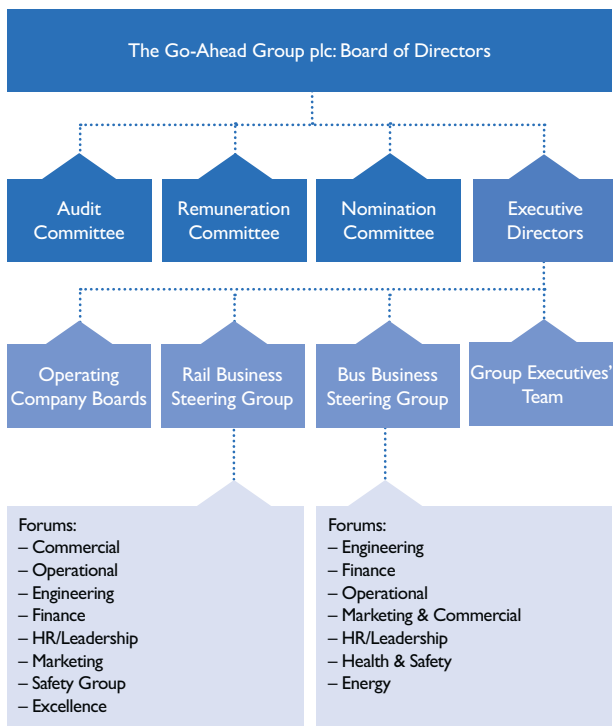 The Go-Ahead Group plc: Board of Directors
Audit
Committee
Remuneration
Committee
Nomination
Committee
Executive
Directors
Operating
Company Boards
Rail Business
Steering Group
Bus Business
Steering Group
Group Executives’
Team
Forums:
– Commercial
– Operational
– Engineering
– Finance
– HR/Leadership
– Marketing
– Safety Group
– Excellence
Forums:
– Engineering
– Finance
– Operational
– Marketing & Commercial
– HR/Leadership
– Health & Safety
– Energy